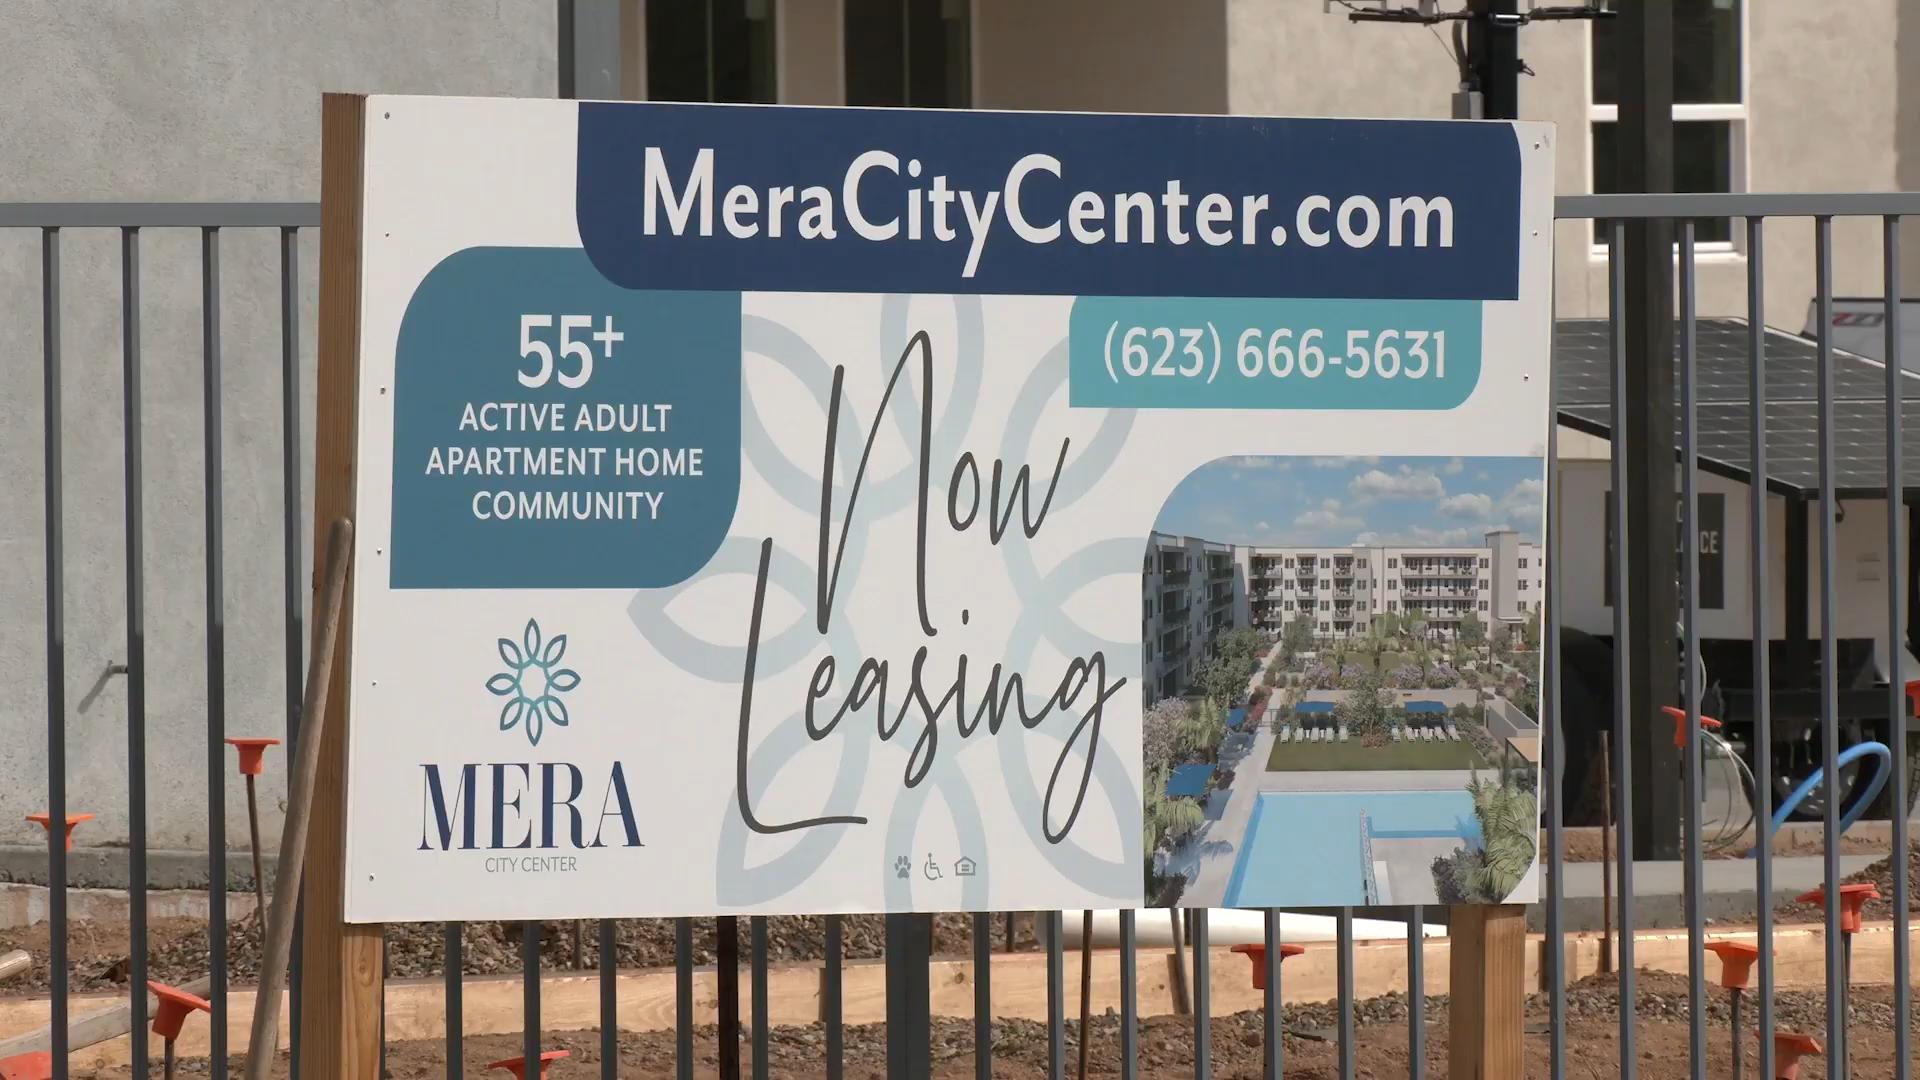 MeraCityCenter.com
(623) 666-5631
55+
ACTIVE ADULT
APARTMENT HOME
COMMUNITY
Now
Leasing
MERA
CITY CENTER